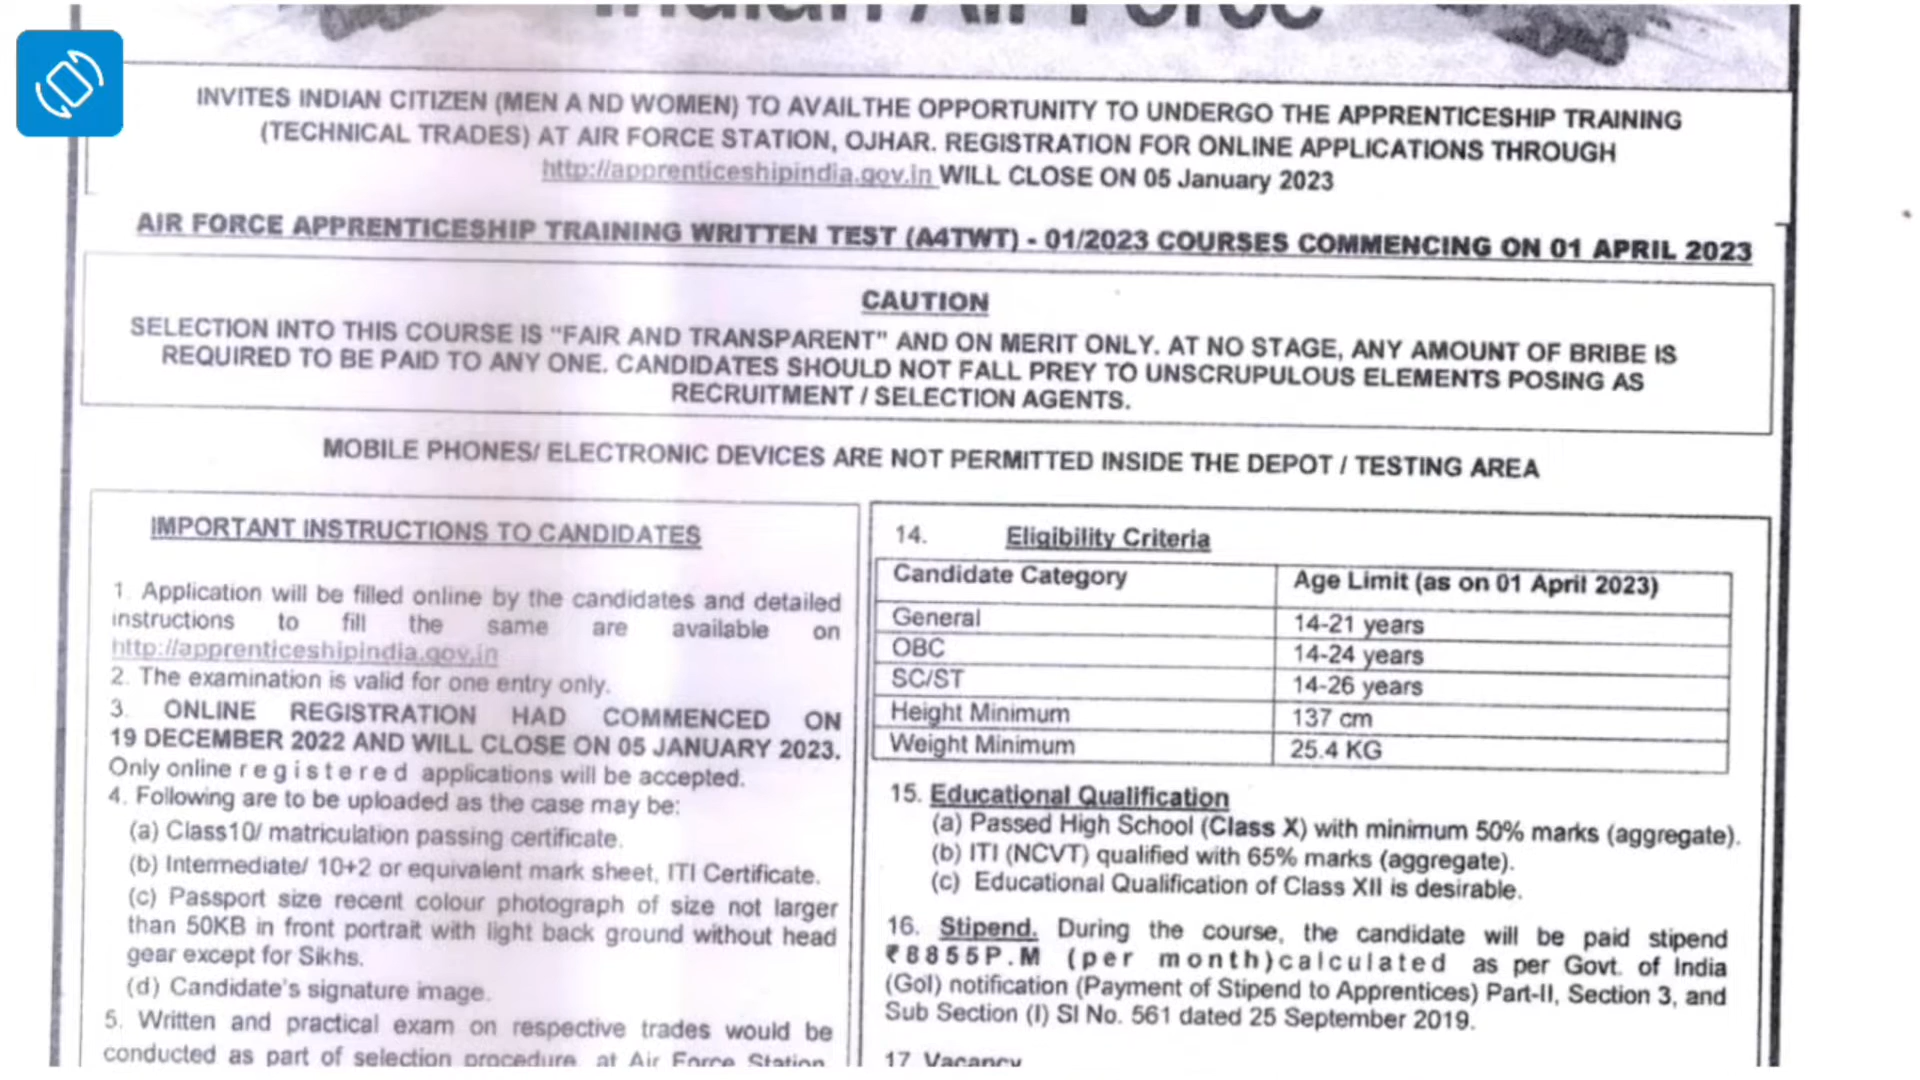 Indian Air Force
INVITES INDIAN CITIZEN (MEN A ND WOMEN) TO AVAILTHE OPPORTUNITY TO UNDERGO THE APPRENTICESHIP TRAINING
(TECHNICAL TRADES) AT AIR FORCE STATION, OJHAR. REGISTRATION FOR ONLINE APPLICATIONS THROUGH
http://apprenticeshipindia.gov.in WILL CLOSE ON 05 January 2023
AIR FORCE APPRENTICESHIP TRAINING WRITTEN TEST (A4TWT) - 01/2023 COURSES COMMENCING ON 01 APRIL 2023
CAUTION
SELECTION INTO THIS COURSE IS "FAIR AND TRANSPARENT" AND ON MERIT ONLY. AT NO STAGE, ANY AMOUNT OF BRIBE IS
REQUIRED TO BE PAID TO ANY ONE. CANDIDATES SHOULD NOT FALL PREY TO UNSCRUPULOUS ELEMENTS POSING AS
RECRUITMENT / SELECTION AGENTS.
MOBILE PHONES/ ELECTRONIC DEVICES ARE NOT PERMITTED INSIDE THE DEPOT / TESTING AREA
IMPORTANT INSTRUCTIONS TO CANDIDATES
1. Application will be filled online by the candidates and detailed
instructions to fill the same are available on
http://apprenticeshipindia.gov.in
2. The examination is valid for one entry only.
3. ONLINE REGISTRATION HAD COMMENCED ON
19 DECEMBER 2022 AND WILL CLOSE ON 05 JANUARY 2023.
Only online r e g i s t e r e d applications will be accepted.
4. Following are to be uploaded as the case may be:
(a) Class10/ matriculation passing certificate.
(b) Intermediate/ 10+2 or equivalent mark sheet, ITI Certificate.
(c) Passport size recent colour photograph of size not larger
than 50KB in front portrait with light back ground without head
gear except for Sikhs.
(d) Candidate's signature image.
5. Written and practical exam on respective trades would be
conducted as part of selection procedure at Air Force Station
14. Eligibility Criteria
Candidate Category Age Limit (as on 01 April 2023)
General 14-21 years
OBC 14-24 years
SC/ST 14-26 years
Height Minimum 137 cm
Weight Minimum 25.4 KG
15. Educational Qualification
(a) Passed High School (Class X) with minimum 50% marks (aggregate).
(b) ITI (NCVT) qualified with 65% marks (aggregate).
(c) Educational Qualification of Class XII is desirable.
16. Stipend. During the course, the candidate will be paid stipend
₹8855P.M (per month)calculated as per Govt. of India
(GoI) notification (Payment of Stipend to Apprentices) Part-II, Section 3, and
Sub Section (I) SI No. 561 dated 25 September 2019.
17 Vacancy